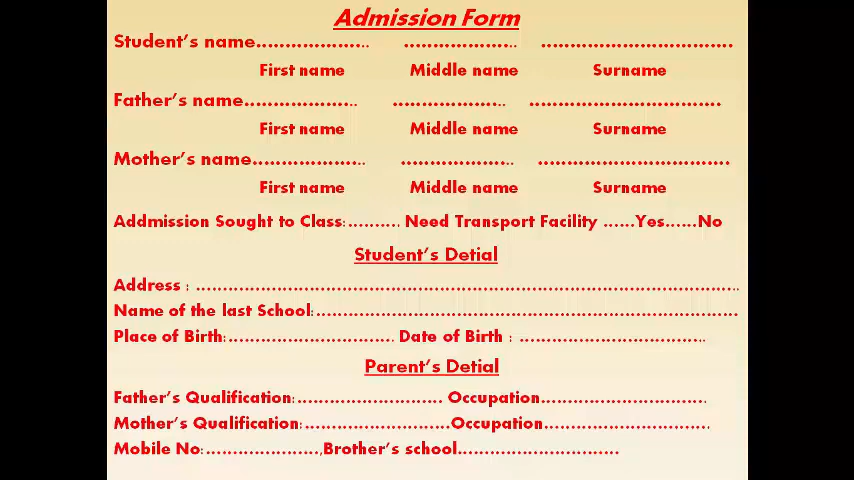 Admission Form
Student's name.................... .................... .................................
First name Middle name Surname
Father's name.................... .................... .................................
First name Middle name Surname
Mother's name.................... .................... .................................
First name Middle name Surname
Addmission Sought to Class:.......... Need Transport Facility ......Yes......No
Student's Detial
Address : ...............................................................................................
Name of the last School:..........................................................................
Place of Birth:............................. Date of Birth : ................................
Parent's Detial
Father's Qualification:......................... Occupation.............................
Mother's Qualification:.........................Occupation.............................
Mobile No:....................,Brother's school............................